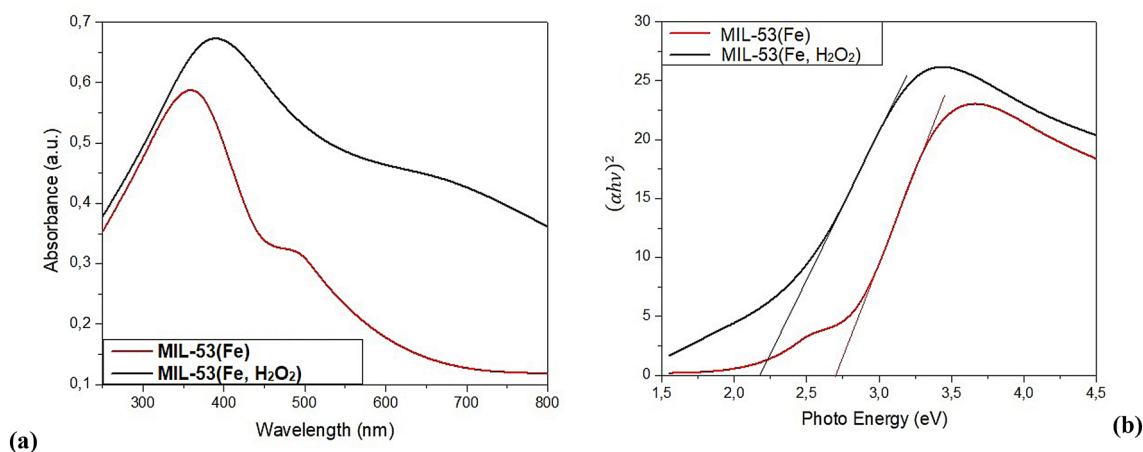 0,7
0,6
0,5
0,4
0,3
0,2
0,1
Absorbance (a.u.)
MIL-53(Fe)
MIL-53(Fe, H₂O₂)
300 400 500 600 700 800
Wavelength (nm)
(a)
30
25
20
15
10
5
0
(αhν)²
MIL-53(Fe)
MIL-53(Fe, H₂O₂)
1,5 2,0 2,5 3,0 3,5 4,0 4,5
Photo Energy (eV)
(b)